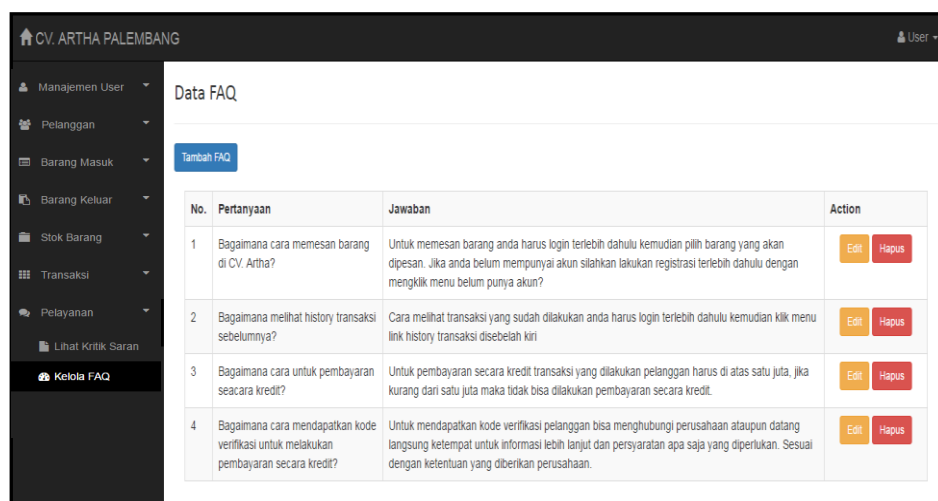 CV. ARTHA PALEMBANG
User
Manajemen User
Pelanggan
Barang Masuk
Barang Keluar
Stok Barang
Transaksi
Pelayanan
Lihat Kritik Saran
Kelola FAQ
Data FAQ
Tambah FAQ
No. Pertanyaan Jawaban Action
1 Bagaimana cara memesan barang Untuk memesan barang anda harus login terlebih dahulu kemudian pilih barang yang akan Edit Hapus
di CV. Artha? dipesan. Jika anda belum mempunyai akun silahkan lakukan registrasi terlebih dahulu dengan
mengklik menu belum punya akun?
2 Bagaimana melihat history transaksi Cara melihat transaksi yang sudah dilakukan anda harus login terlebih dahulu kemudian klik menu Edit Hapus
sebelumnya? link history transaksi disebelah kiri
3 Bagaimana cara untuk pembayaran Untuk pembayaran secara kredit transaksi yang dilakukan pelanggan harus di atas satu juta, jika Edit Hapus
seacara kredit? kurang dari satu juta maka tidak bisa dilakukan pembayaran secara kredit.
4 Bagaimana cara mendapatkan kode Untuk mendapatkan kode verifikasi pelanggan bisa menghubungi perusahaan ataupun datang Edit Hapus
verifikasi untuk melakukan langsung ketempat untuk informasi lebih lanjut dan persyaratan apa saja yang diperlukan. Sesuai
pembayaran secara kredit? dengan ketentuan yang diberikan perusahaan.